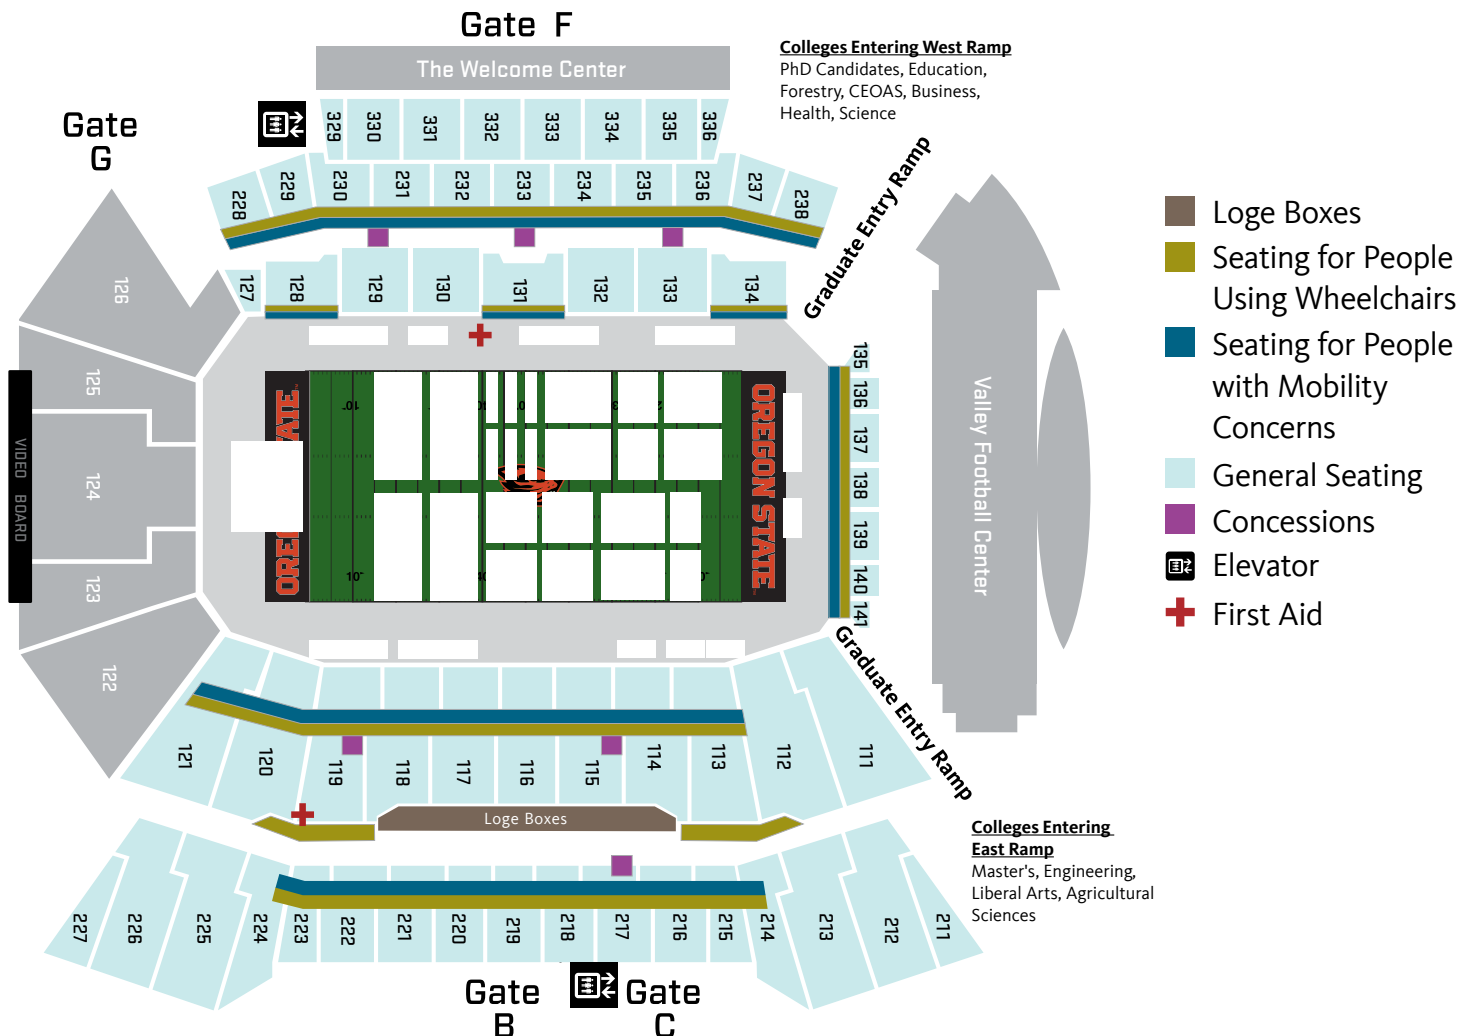 Gate F
The Welcome Center
Colleges Entering West Ramp
PhD Candidates, Education,
Forestry, CEOAS, Business,
Health, Science
Gate
G
329
330
331
332
333
334
335
336
228
229
230
231
232
233
234
235
236
237
238
Graduate Entry Ramp
127
128
129
130
131
132
133
134
126
125
124
123
122
VIDEO BOARD
OREGON STATE
135
136
137
138
139
140
141
Valley Football Center
Loge Boxes
Seating for People
Using Wheelchairs
Seating for People
with Mobility
Concerns
General Seating
Concessions
Elevator
First Aid
Graduate Entry Ramp
121
120
119
118
117
116
115
114
113
112
111
Loge Boxes
Colleges Entering
East Ramp
Master's, Engineering,
Liberal Arts, Agricultural
Sciences
227
226
225
224
223
222
221
220
219
218
217
216
215
214
213
212
211
Gate
B
Gate
C